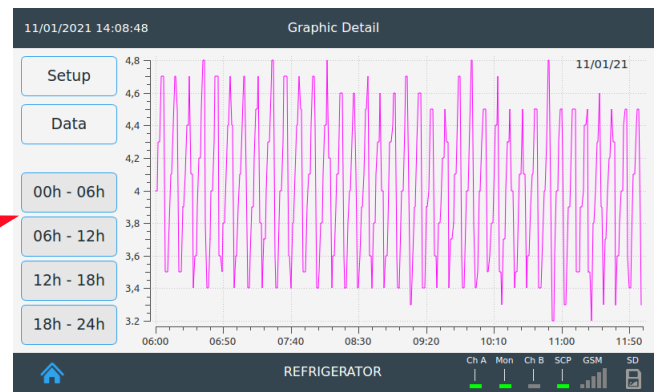 11/01/2021 14:08:48 Graphic Detail
Setup
Data
00h - 06h
06h - 12h
12h - 18h
18h - 24h
11/01/21
4,8
4,6
4,4
4,2
4
3,8
3,6
3,4
3.2
06:00 06:50 07:40 08:30 09:20 10:10 11:00 11:50
REFRIGERATOR
Ch A Mon Ch B SCP GSM SD